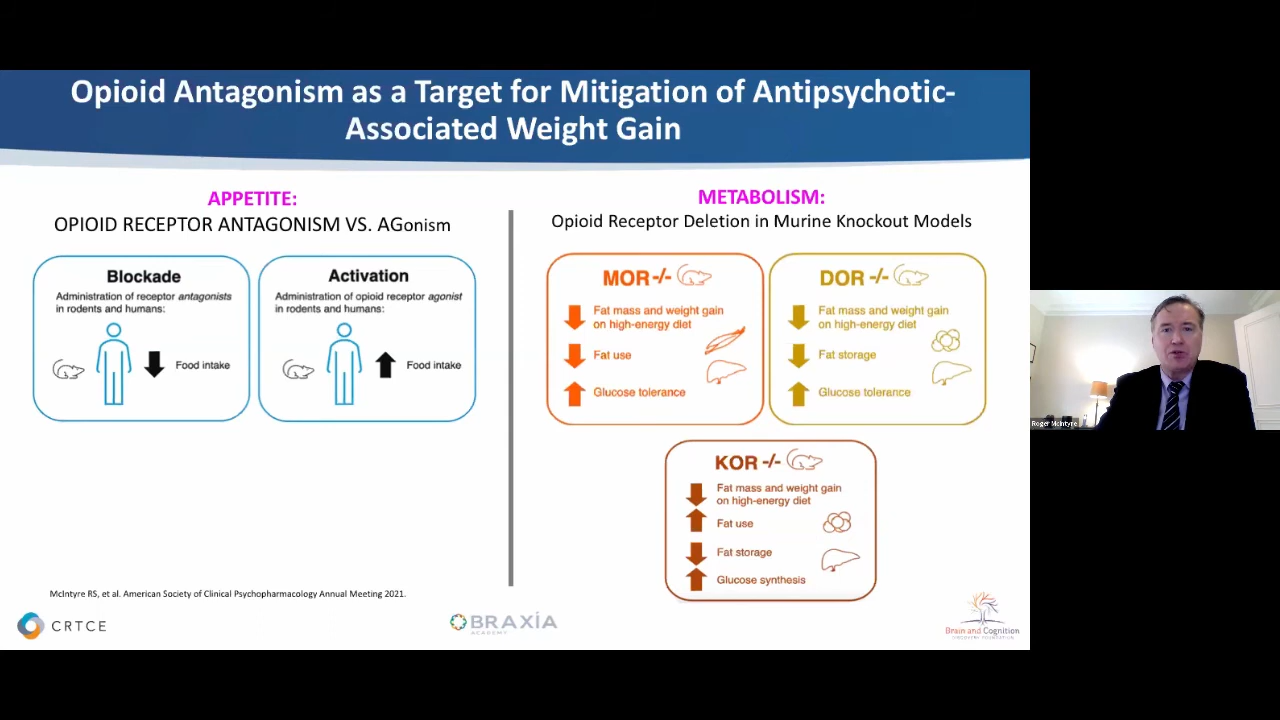 Opioid Antagonism as a Target for Mitigation of Antipsychotic-
Associated Weight Gain
APPETITE:
OPIOID RECEPTOR ANTAGONISM VS. AGonism
Blockade
Administration of receptor antagonists
in rodents and humans:
Food intake
Activation
Administration of opioid receptor agonist
in rodents and humans:
Food intake
METABOLISM:
Opioid Receptor Deletion in Murine Knockout Models
MOR -/-
Fat mass and weight gain
on high-energy diet
Fat use
Glucose tolerance
DOR -/-
Fat mass and weight gain
on high-energy diet
Fat storage
Glucose tolerance
KOR -/-
Fat mass and weight gain
on high-energy diet
Fat use
Fat storage
Glucose synthesis
McIntyre RS, et al. American Society of Clinical Psychopharmacology Annual Meeting 2021.
CRTCE
BRAXIA
ACADEMY
Brain and Cognition
DISCOVERY FOUNDATION
Roger McIntyre